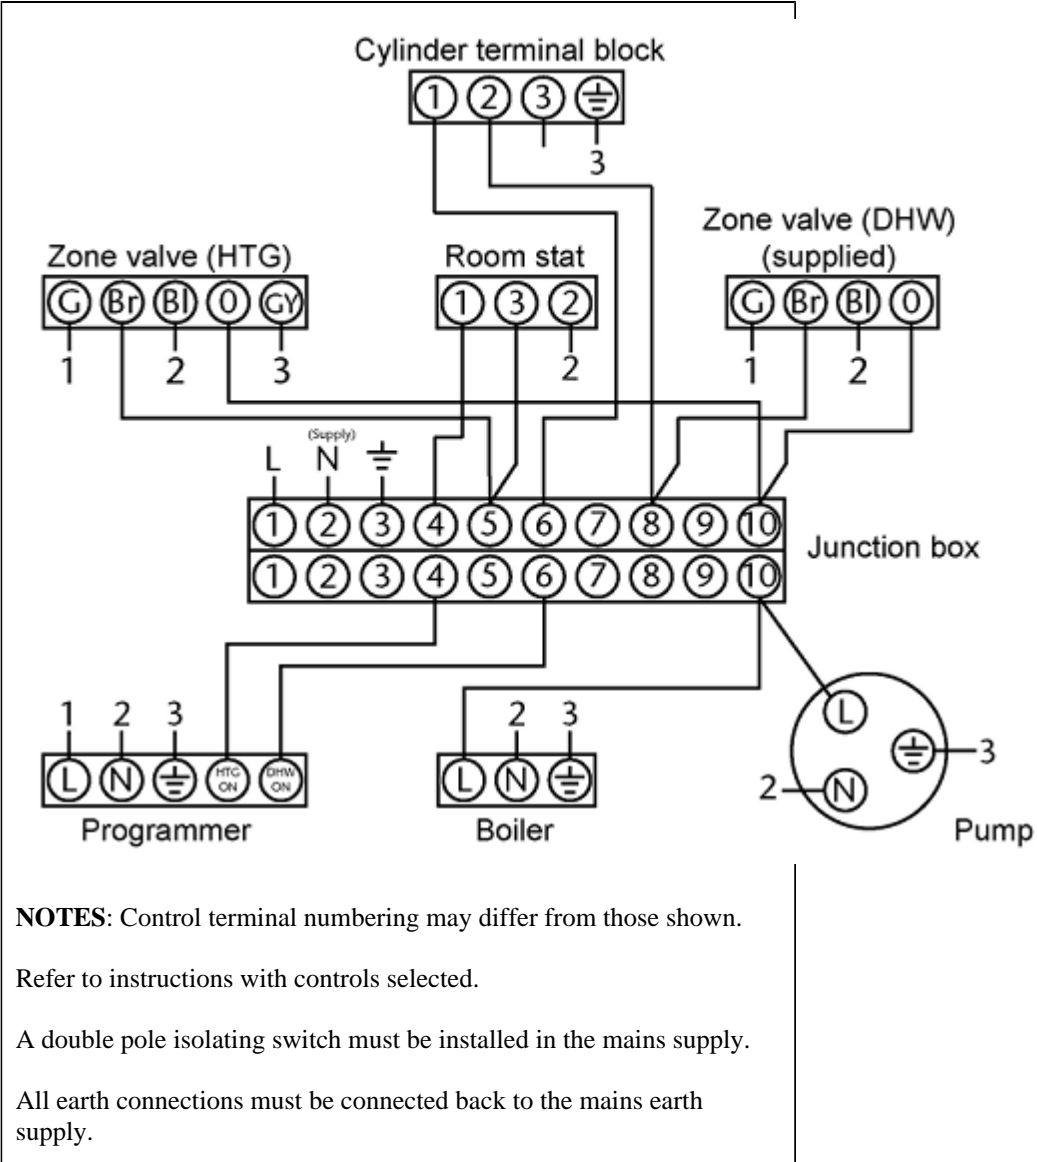 Cylinder terminal block
1 2 3
3
Zone valve (DHW)
(supplied)
Zone valve (HTG)
Room stat
G Br Bl 0 GY
1 3 2
G Br Bl 0
1 2 3
2
1 2
(Supply)
L N
1 2 3 4 5 6 7 8 9 10
Junction box
1 2 3 4 5 6 7 8 9 10
1 2 3
2 3
L
3
L N HTG ON DHW ON
L N
2 N
Programmer
Boiler
Pump
NOTES: Control terminal numbering may differ from those shown.
Refer to instructions with controls selected.
A double pole isolating switch must be installed in the mains supply.
All earth connections must be connected back to the mains earth
supply.